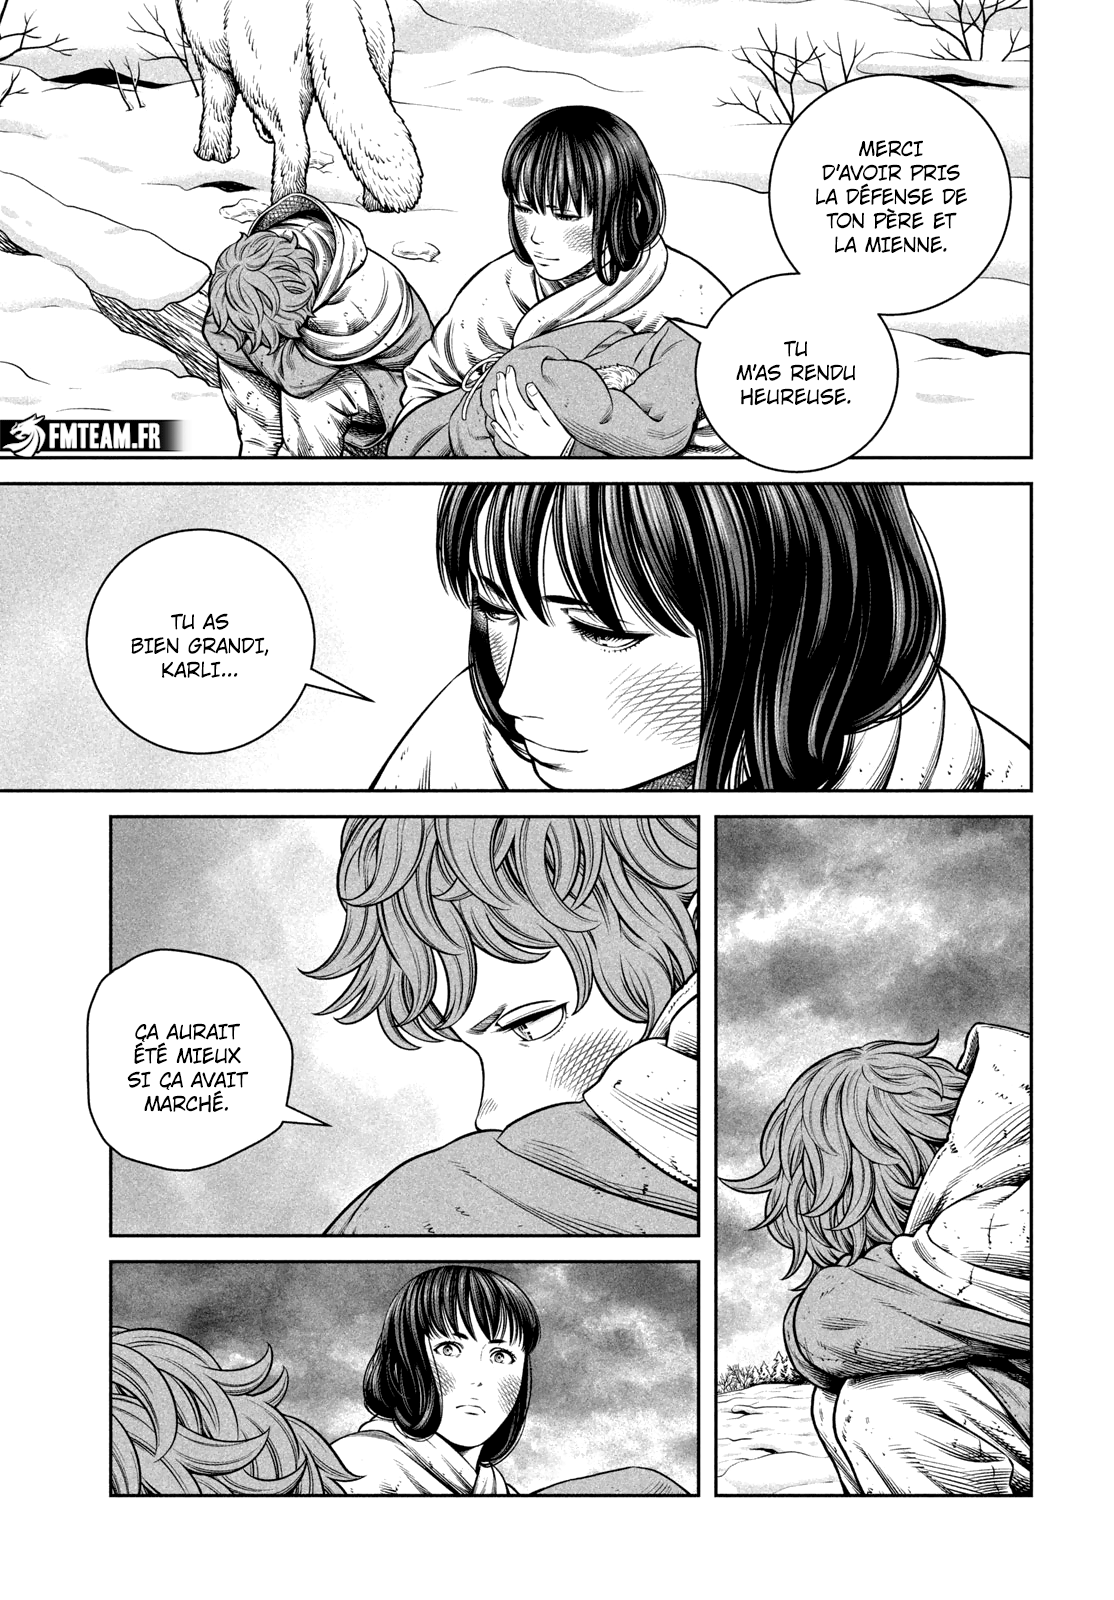 MERCI
D'AVOIR PRIS
LA DÉFENSE DE
TON PÈRE ET
LA MIENNE.
TU
M'AS RENDU
HEUREUSE.
FMTEAM.FR
TU AS
BIEN GRANDI,
KARLI...
ÇA AURAIT
ÉTÉ MIEUX
SI ÇA AVAIT
MARCHÉ.